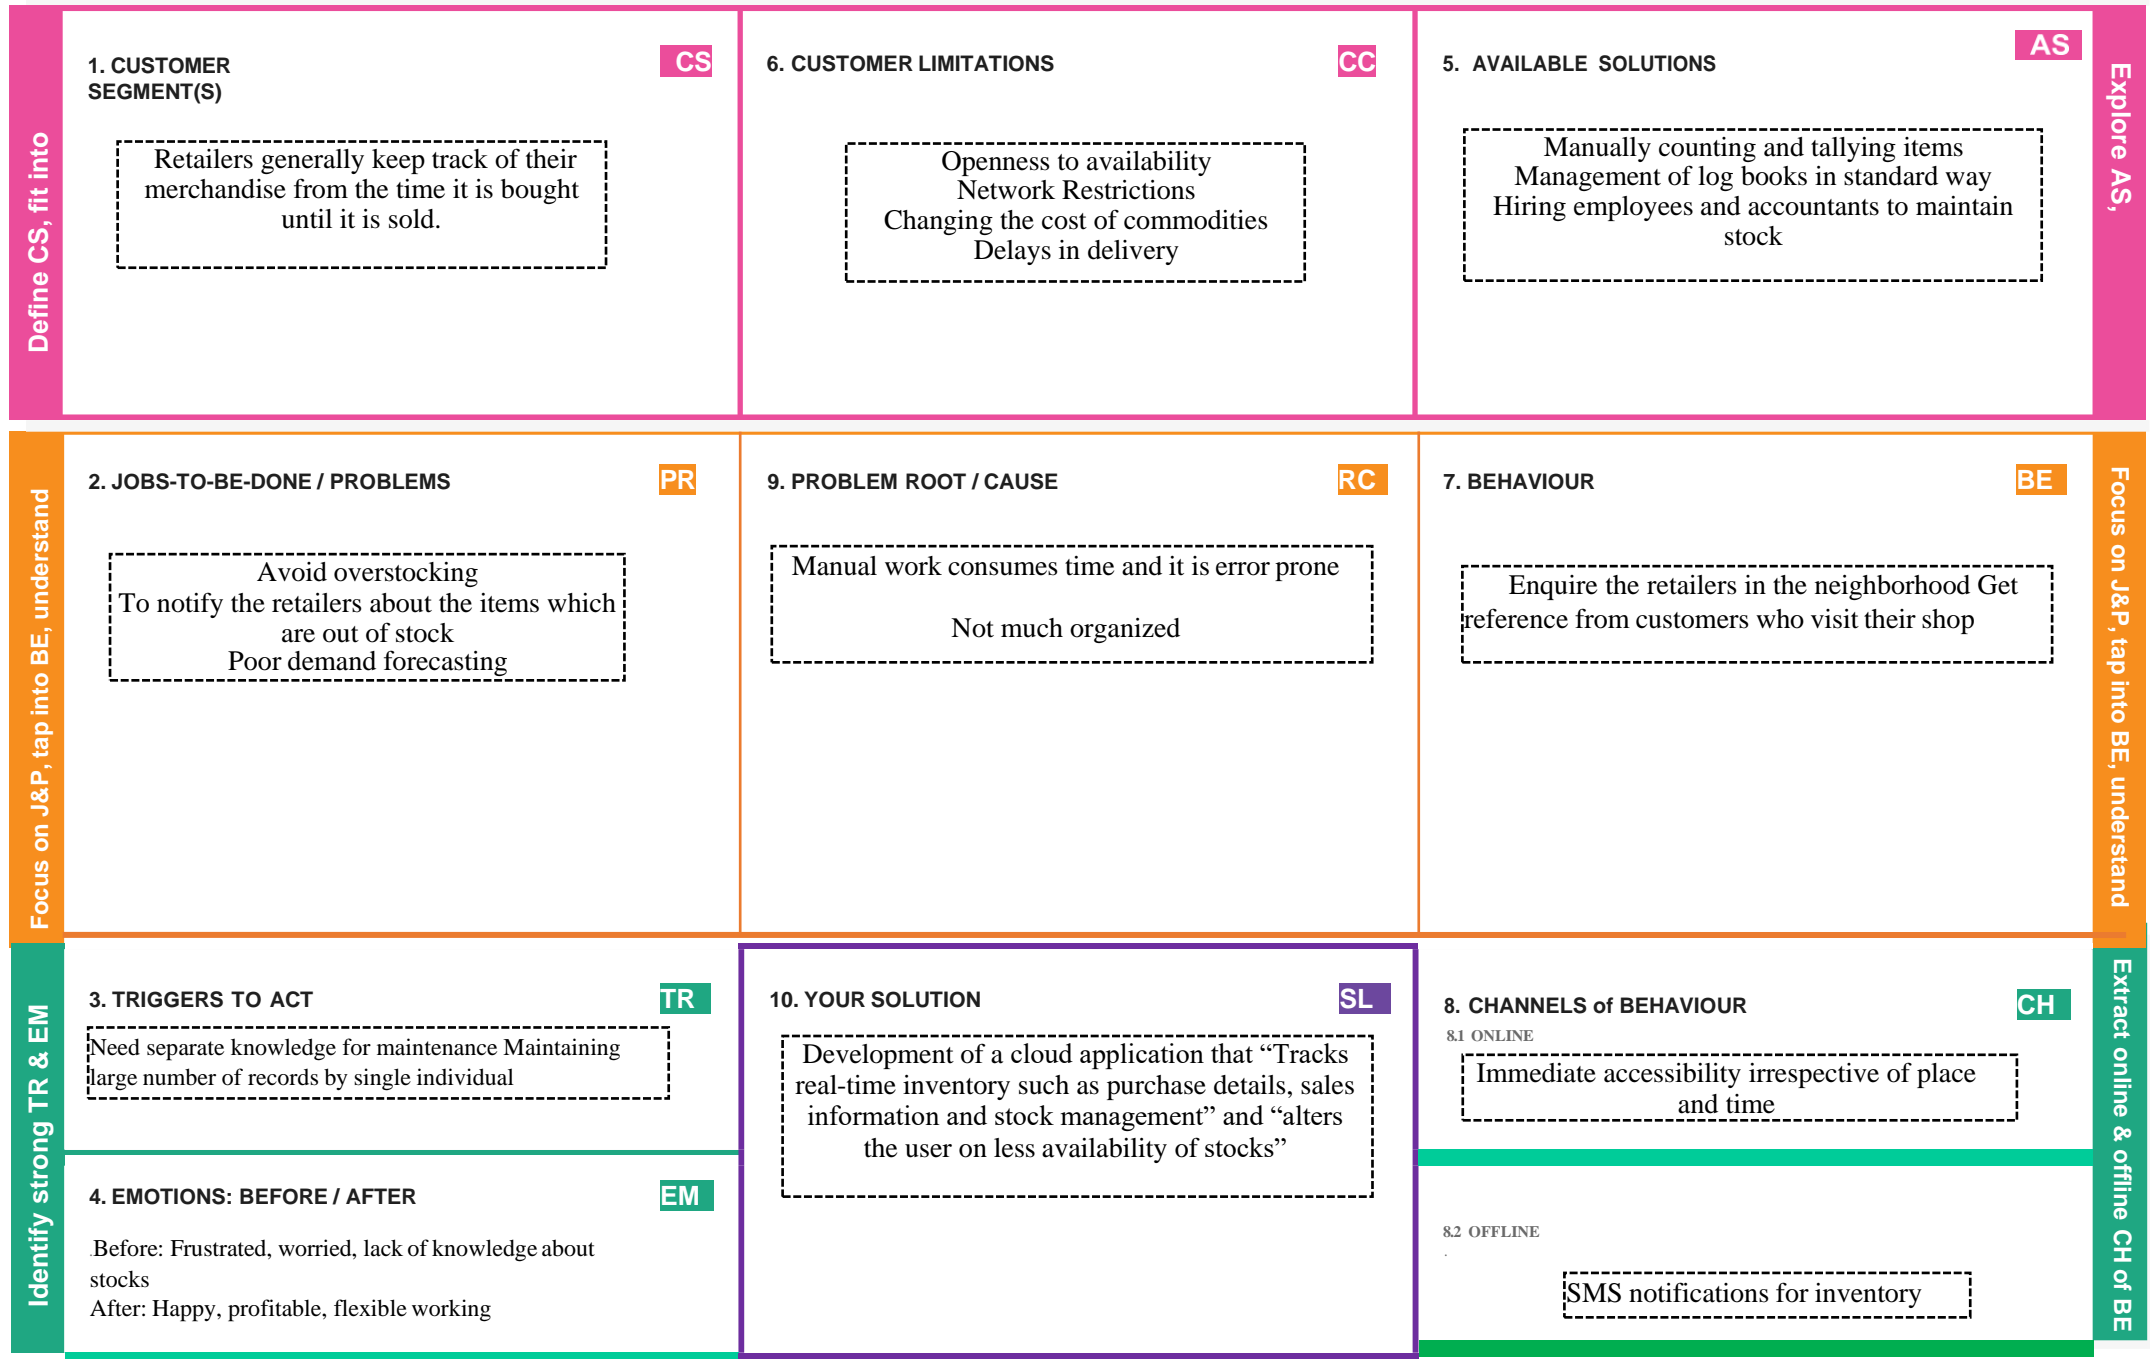 Define CS, fit into
1. CUSTOMER
SEGMENT(S)
CS
Retailers generally keep track of their
merchandise from the time it is bought
until it is sold.
6. CUSTOMER LIMITATIONS
CC
Openness to availability
Network Restrictions
Changing the cost of commodities
Delays in delivery
5. AVAILABLE SOLUTIONS
AS
Manually counting and tallying items
Management of log books in standard way
Hiring employees and accountants to maintain
stock
Explore AS,
Focus on J&P, tap into BE, understand
2. JOBS-TO-BE-DONE / PROBLEMS
PR
Avoid overstocking
To notify the retailers about the items which
are out of stock
Poor demand forecasting
9. PROBLEM ROOT / CAUSE
RC
Manual work consumes time and it is error prone
Not much organized
7. BEHAVIOUR
BE
Enquire the retailers in the neighborhood Get
reference from customers who visit their shop
Focus on J&P, tap into BE, understand
Identify strong TR & EM
3. TRIGGERS TO ACT
TR
Need separate knowledge for maintenance Maintaining
large number of records by single individual
4. EMOTIONS: BEFORE / AFTER
EM
.Before: Frustrated, worried, lack of knowledge about
stocks
After: Happy, profitable, flexible working
10. YOUR SOLUTION
SL
Development of a cloud application that “Tracks
real-time inventory such as purchase details, sales
information and stock management” and “alters
the user on less availability of stocks”
8. CHANNELS of BEHAVIOUR
CH
8.1 ONLINE
Immediate accessibility irrespective of place
and time
8.2 OFFLINE
.
SMS notifications for inventory
Extract online & offline CH of BE